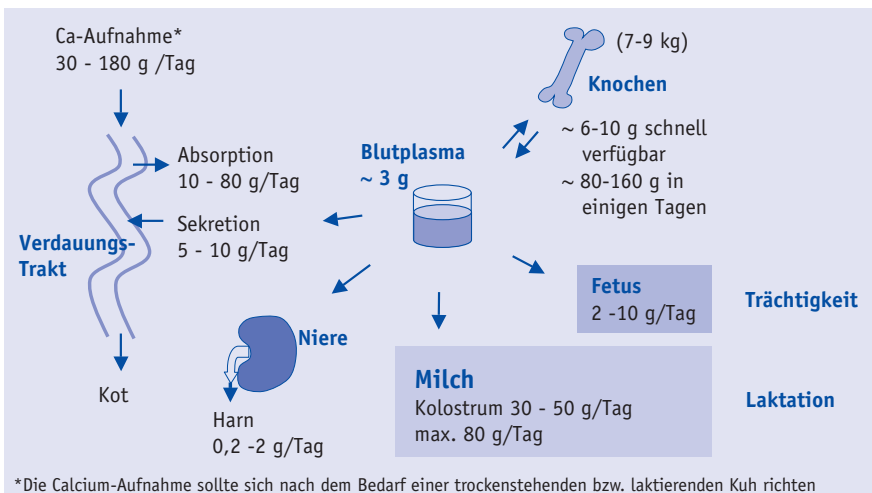 Ca-Aufnahme*
30 - 180 g /Tag
Absorption
10 - 80 g/Tag
Sekretion
5 - 10 g/Tag
Verdauungs-
Trakt
Kot
Blutplasma
~ 3 g
(7-9 kg)
Knochen
~ 6-10 g schnell
verfügbar
~ 80-160 g in
einigen Tagen
Niere
Harn
0,2 -2 g/Tag
Fetus
2 -10 g/Tag
Trächtigkeit
Milch
Kolostrum 30 - 50 g/Tag
max. 80 g/Tag
Laktation
*Die Calcium-Aufnahme sollte sich nach dem Bedarf einer trockenstehenden bzw. laktierenden Kuh richten